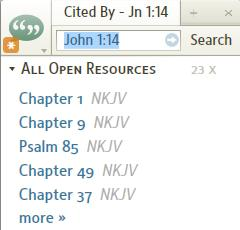 Cited By - Jn 1:14
John 1:14 Search
All Open Resources 23 X
Chapter 1 NKJV
Chapter 9 NKJV
Psalm 85 NKJV
Chapter 49 NKJV
Chapter 37 NKJV
more »